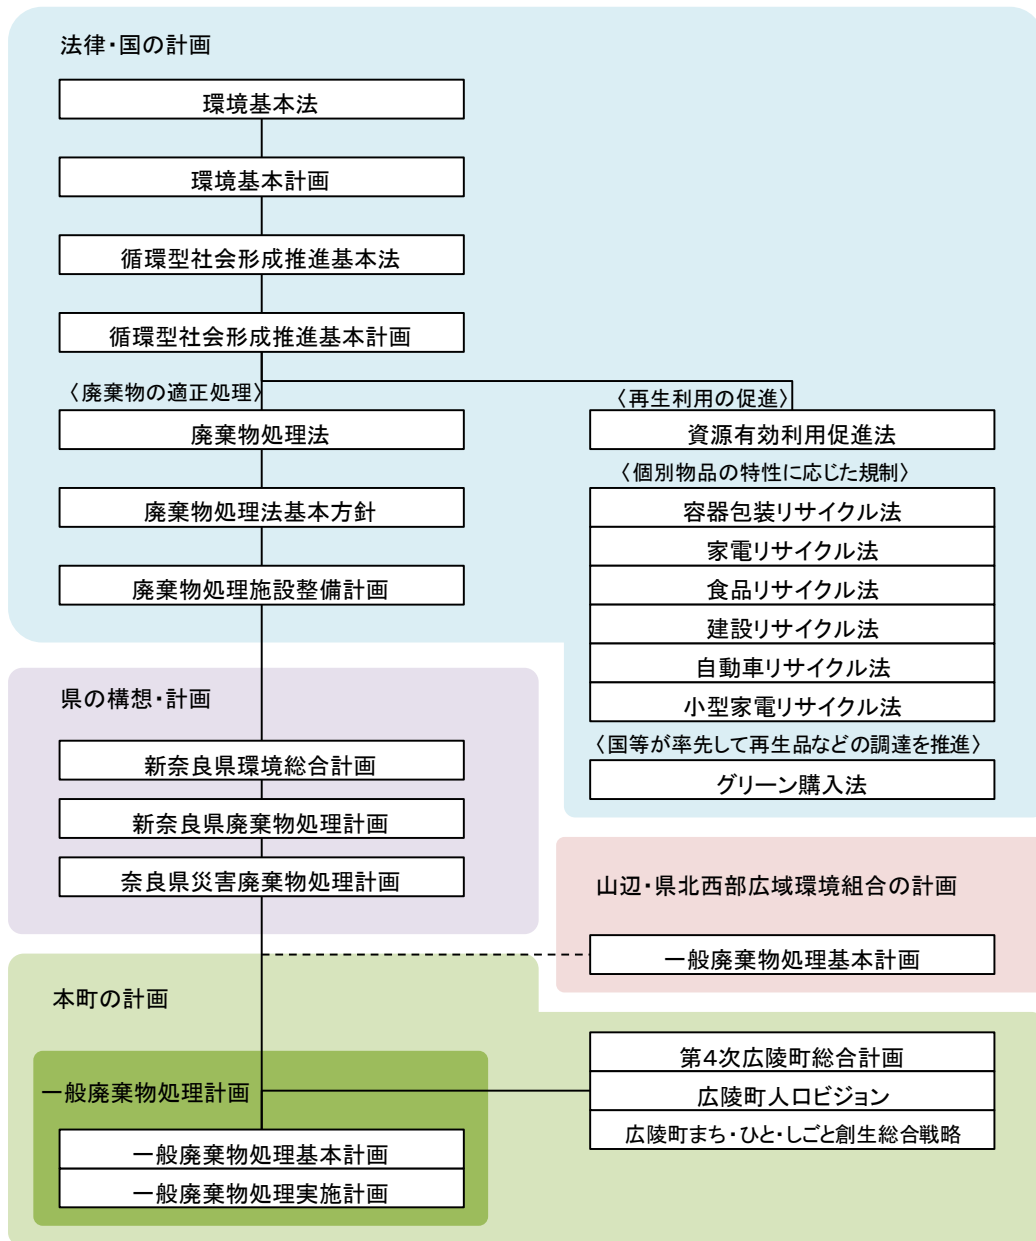 法律・国の計画
環境基本法
環境基本計画
循環型社会形成推進基本法
循環型社会形成推進基本計画
〈廃棄物の適正処理〉
廃棄物処理法
廃棄物処理法基本方針
廃棄物処理施設整備計画
〈再生利用の促進〉
資源有効利用促進法
〈個別物品の特性に応じた規制〉
容器包装リサイクル法
家電リサイクル法
食品リサイクル法
建設リサイクル法
自動車リサイクル法
小型家電リサイクル法
〈国等が率先して再生品などの調達を推進〉
グリーン購入法
県の構想・計画
新奈良県環境総合計画
新奈良県廃棄物処理計画
奈良県災害廃棄物処理計画
山辺・県北西部広域環境組合の計画
一般廃棄物処理基本計画
本町の計画
一般廃棄物処理計画
一般廃棄物処理基本計画
一般廃棄物処理実施計画
第４次広陵町総合計画
広陵町人口ビジョン
広陵町まち・ひと・しごと創生総合戦略